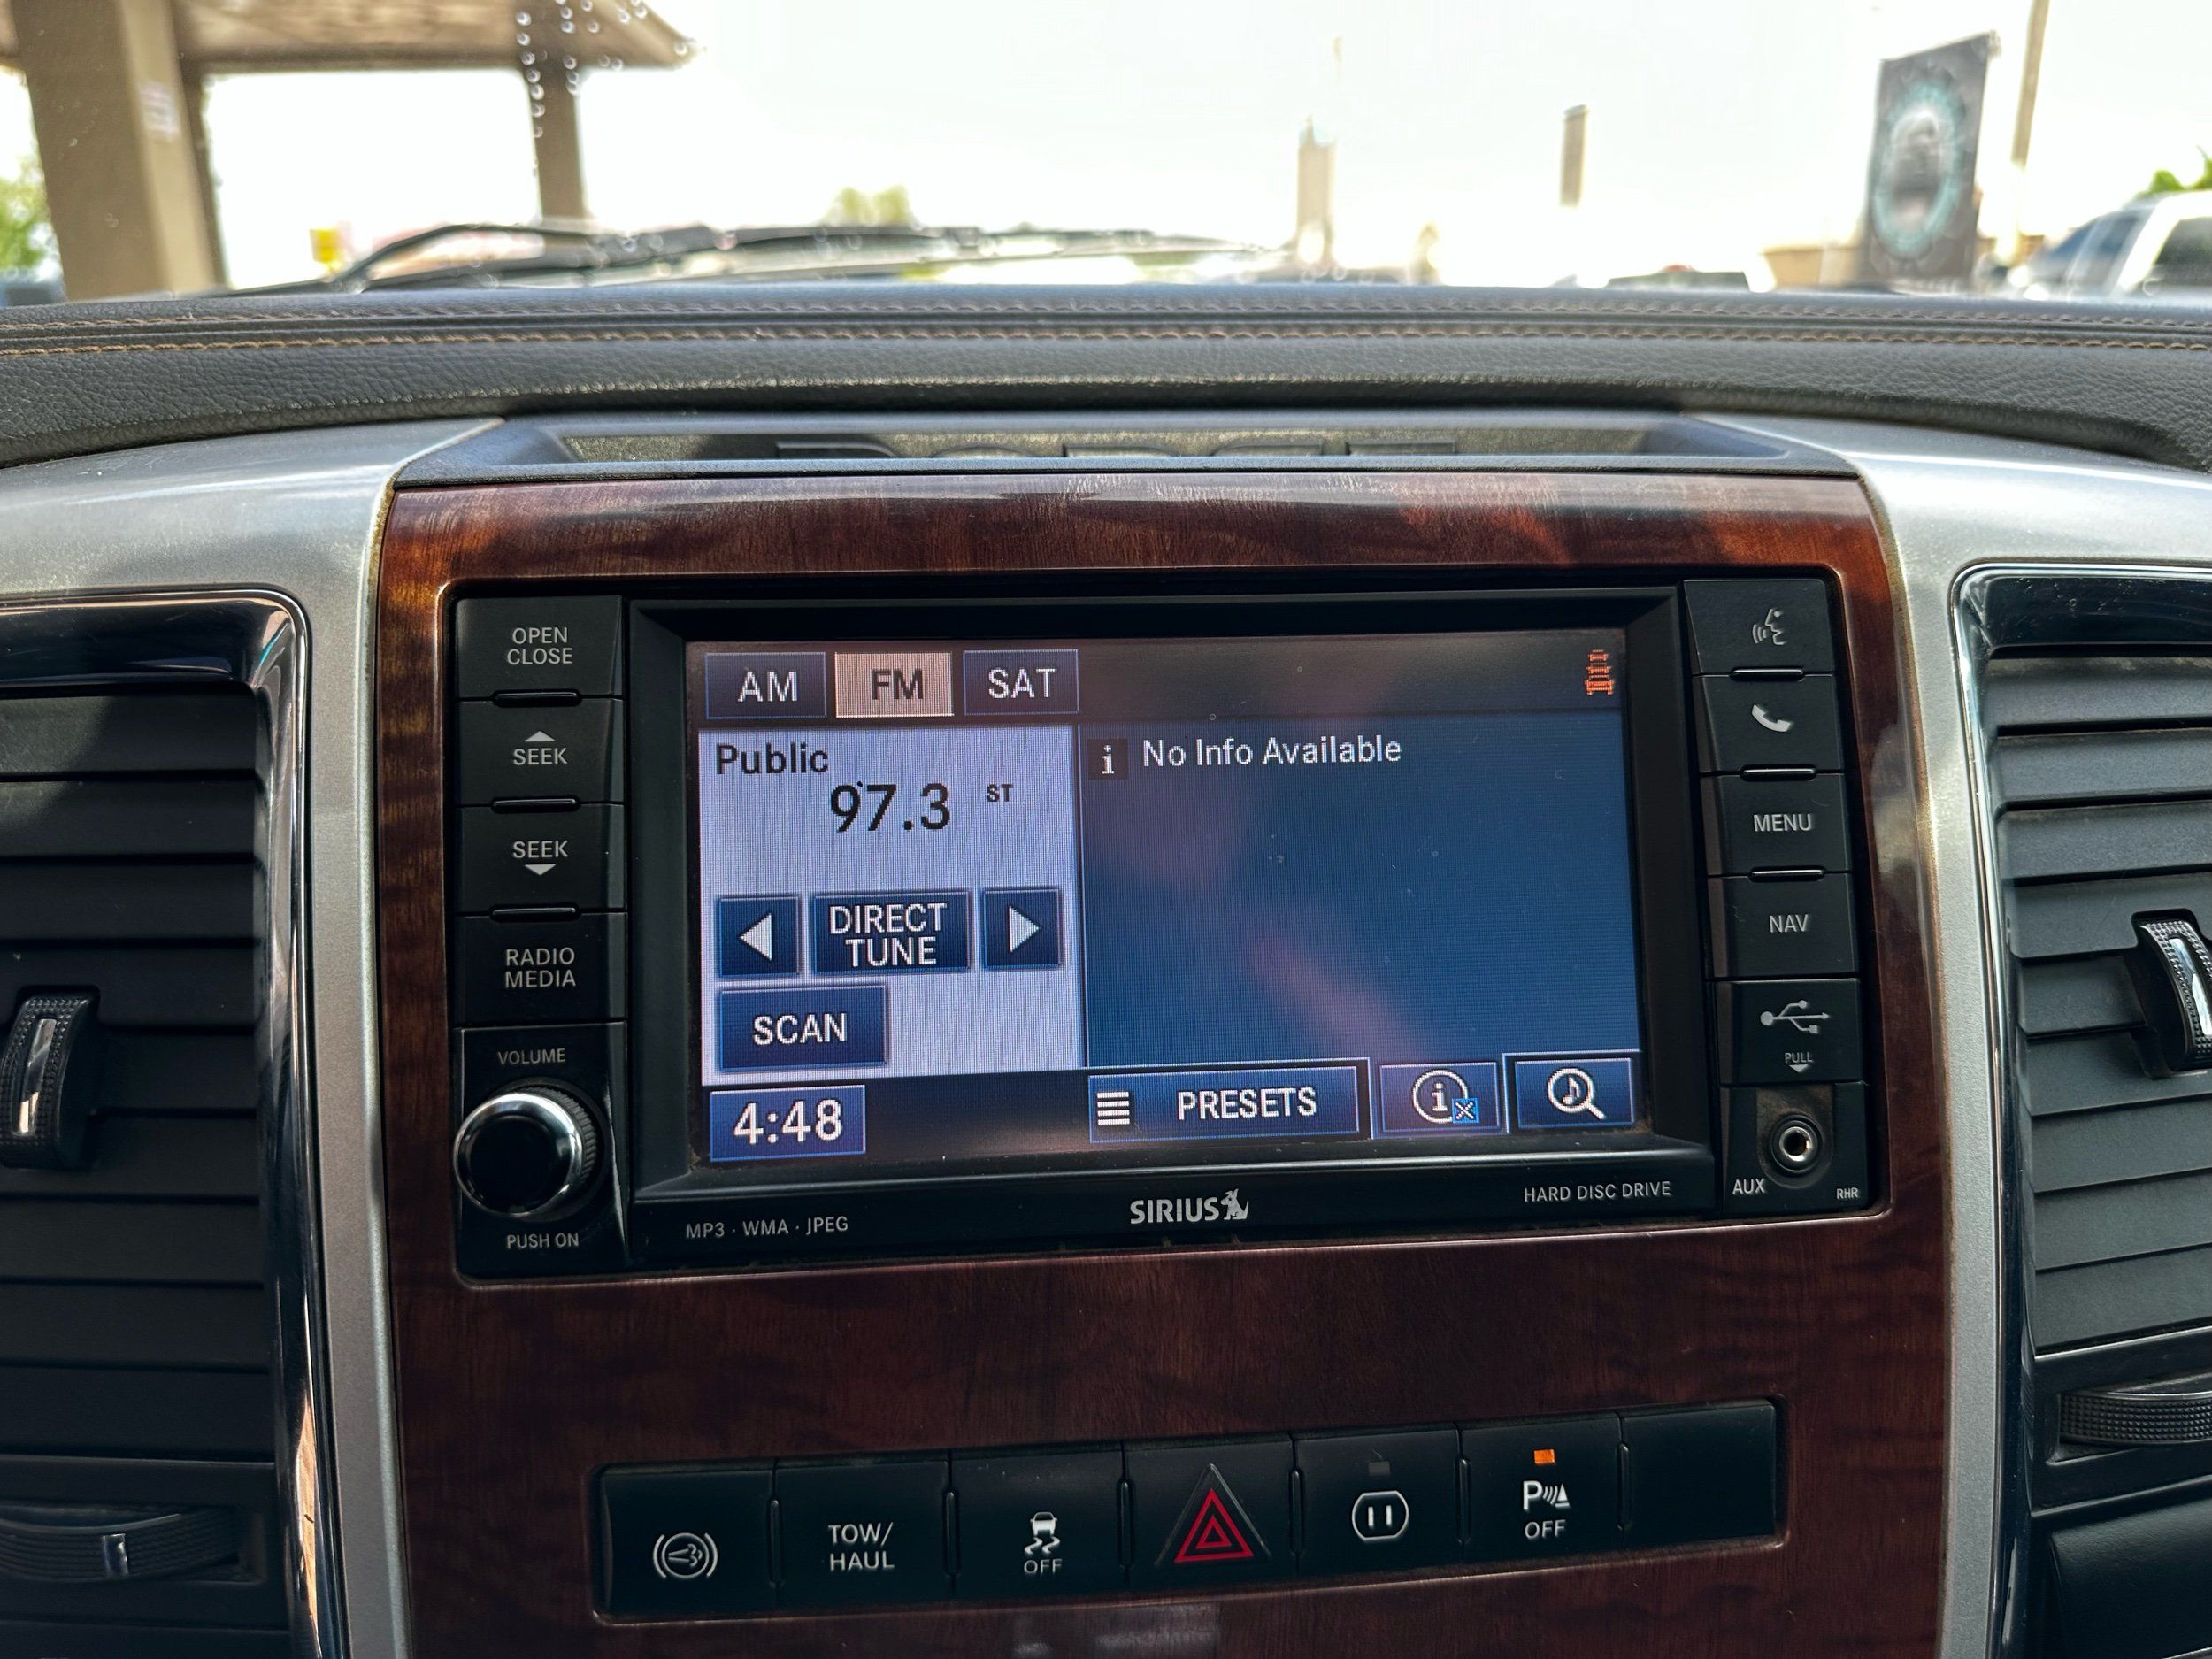 OPEN
CLOSE
SEEK
SEEK
RADIO
MEDIA
VOLUME
PUSH ON
AM FM SAT
Public
97.3 ST
DIRECT
TUNE
SCAN
4:48
i No Info Available
PRESETS
i
MENU
NAV
PULL
AUX
RHR
MP3 · WMA · JPEG
SIRIUS
HARD DISC DRIVE
TOW/
HAUL
OFF
P
OFF